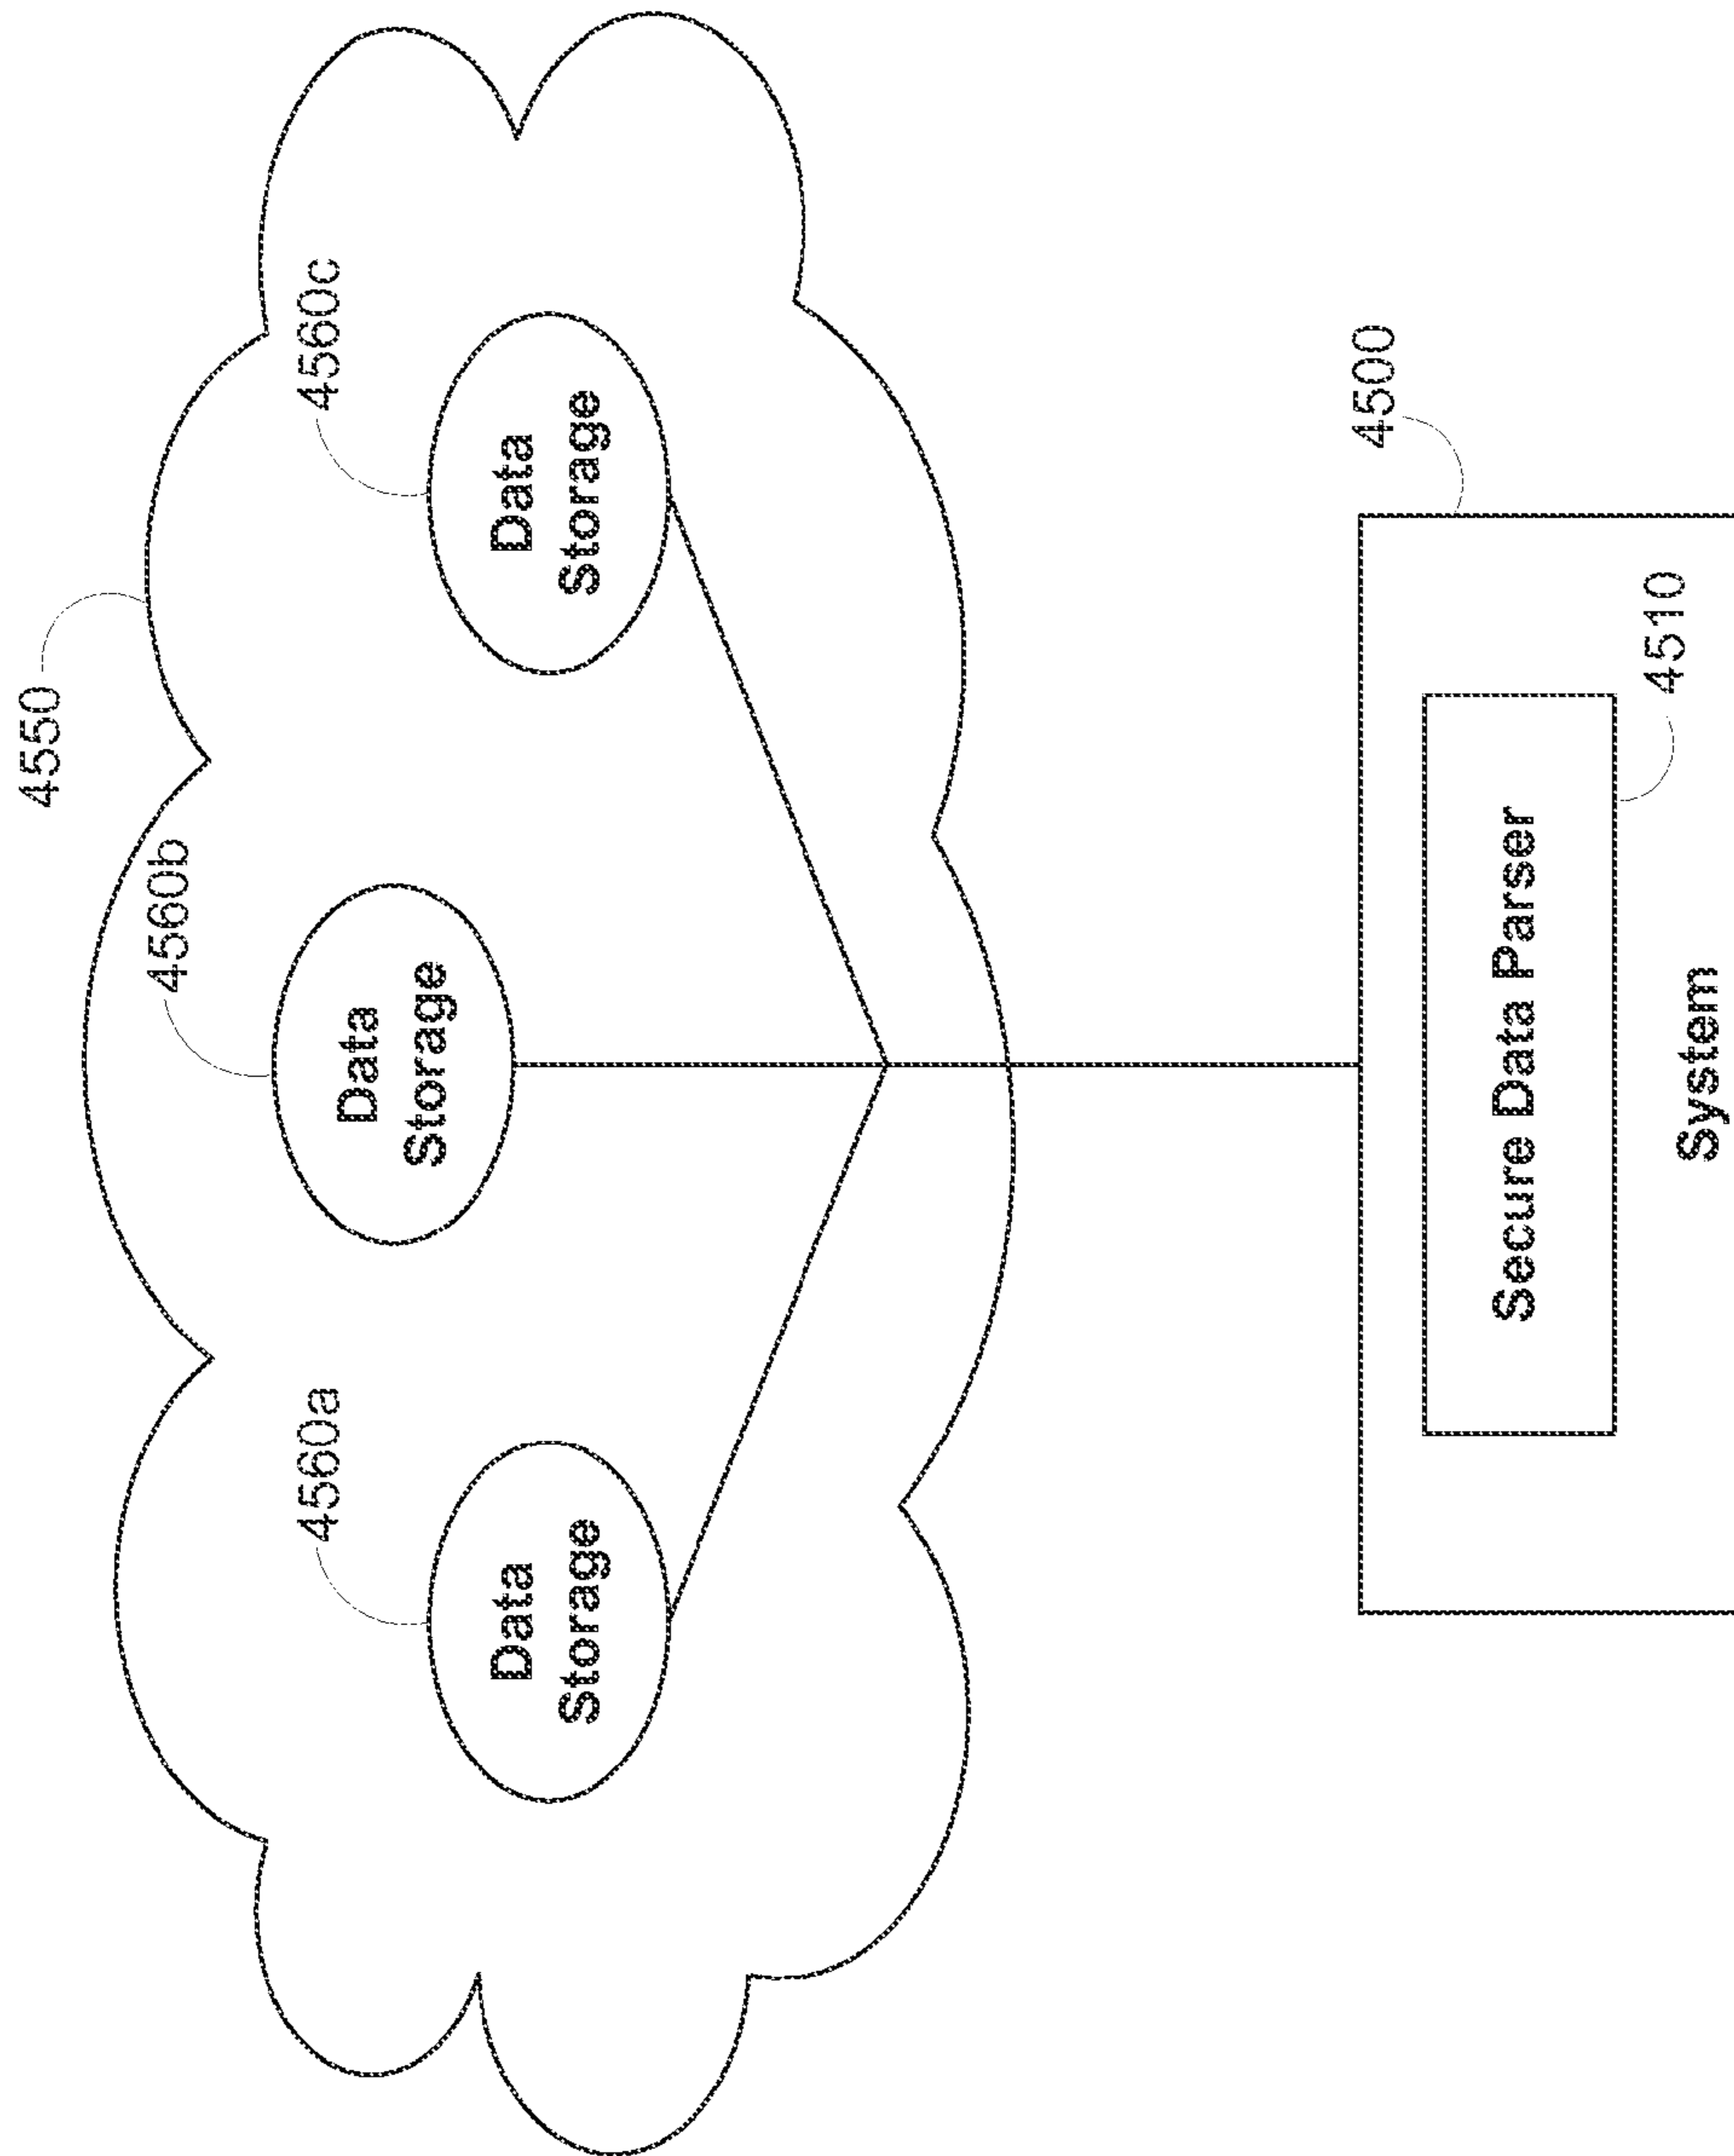 4550
4560b
Data
Storage
4560a
Data
Storage
4560c
Data
Storage
4500
4510
Secure Data Parser
System